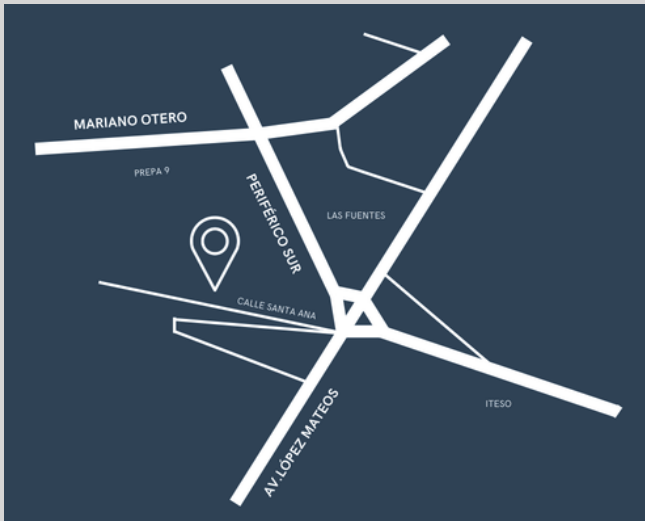 MARIANO OTERO
PREPA 9
PERIFÉRICO SUR
LAS FUENTES
CALLE SANTA ANA
AV. LÓPEZ MATEOS
ITESO